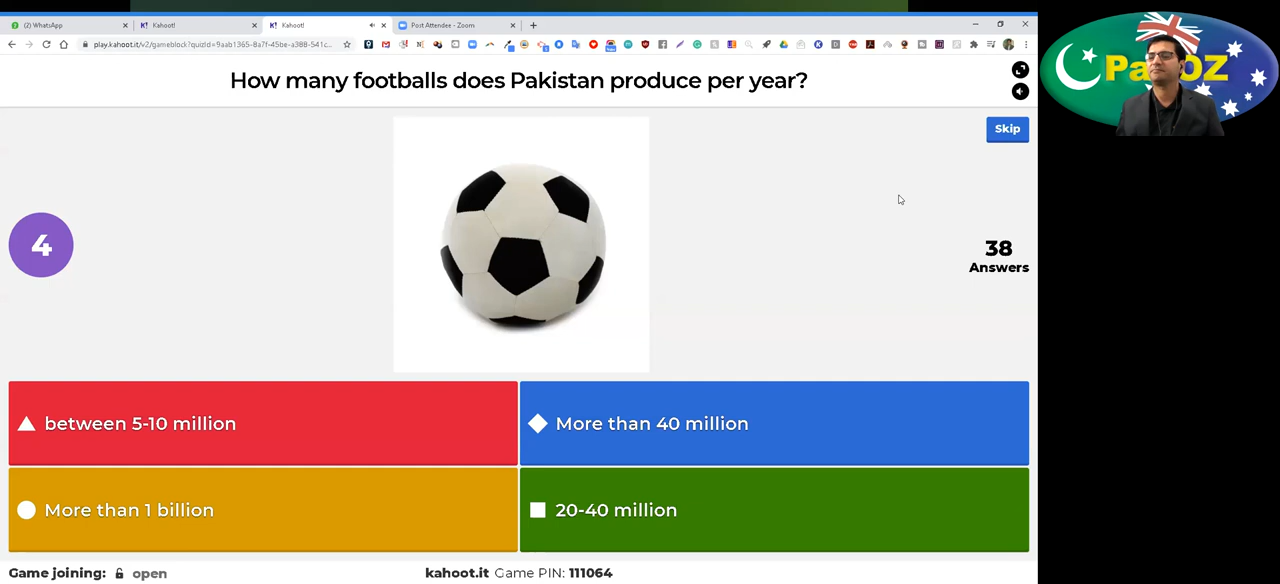 (2) WhatsApp
Kahoot!
Kahoot!
Post Attendee - Zoom
play.kahoot.it/v2/gameblock?quizId=9aab1365-8a7f-45be-a388-541c...
How many footballs does Pakistan produce per year?
Skip
4
38
Answers
between 5-10 million
More than 40 million
More than 1 billion
20-40 million
Game joining: open
kahoot.it Game PIN: 111064